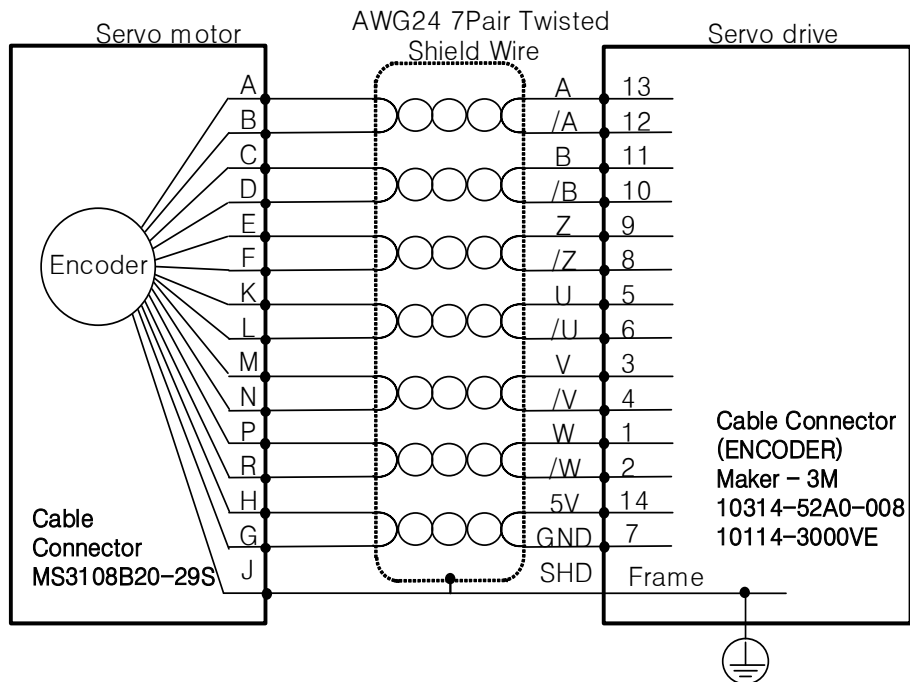 AWG24 7Pair Twisted
Shield Wire
Servo motor
Servo drive
A A 13
B /A 12
C B 11
D /B 10
E Z 9
F /Z 8
K U 5
L /U 6
M V 3
N /V 4
P W 1
R /W 2
H 5V 14
G GND 7
J SHD Frame
Encoder
Cable
Connector
MS3108B20-29S
Cable Connector
(ENCODER)
Maker - 3M
10314-52A0-008
10114-3000VE